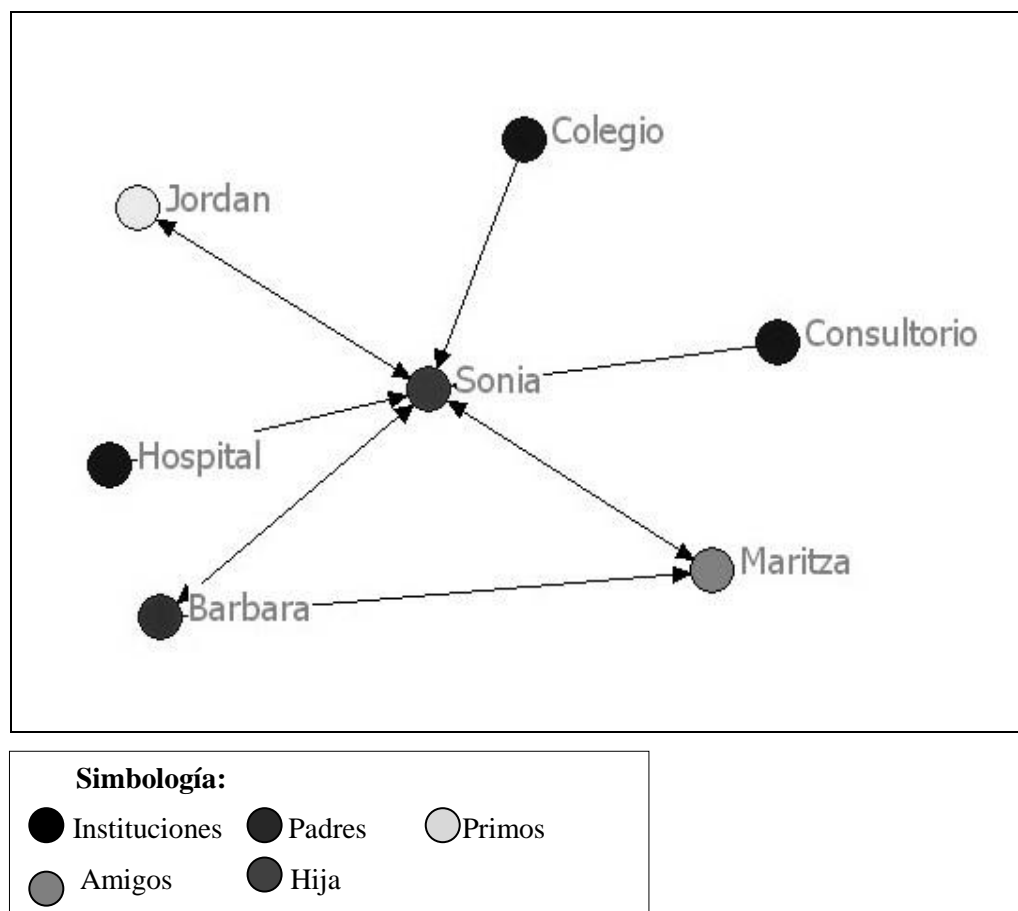 Colegio
Jordan
Consultorio
Sonia
Hospital
Maritza
Barbara
Simbología:
Instituciones Padres Primos
Amigos Hija